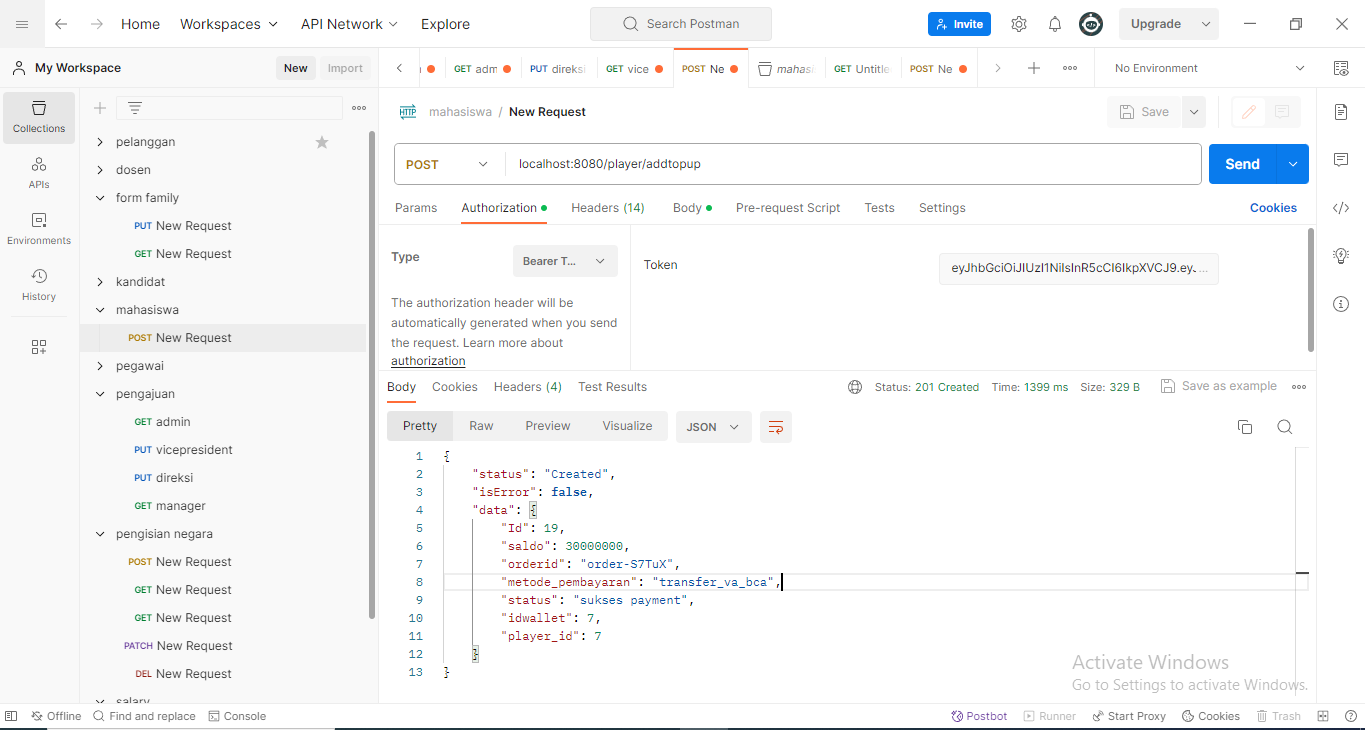 Home Workspaces API Network Explore Search Postman Invite Upgrade
My Workspace New Import
adm PUT direksi GET vice POST Ne mahasis GET Untitle POST Ne No Environment
GET
Collections
APIs
Environments
History
pelanggan
dosen
form family
PUT New Request
GET New Request
kandidat
mahasiswa
POST New Request
pegawai
pengajuan
GET admin
PUT vicepresident
PUT direksi
GET manager
pengisian negara
POST New Request
GET New Request
GET New Request
PATCH New Request
DEL New Request
salary
HTTP mahasiswa / New Request Save
POST localhost:8080/player/addtopup Send
Params Authorization Headers (14) Body Pre-request Script Tests Settings Cookies
Type Bearer T...
The authorization header will be
automatically generated when you send
the request. Learn more about
authorization
Token eyJhbGciOiJIUzI1NiIsInR5cCI6IkpXVCJ9.ey...
Body Cookies Headers (4) Test Results Status: 201 Created Time: 1399 ms Size: 329 B Save as example
Pretty Raw Preview Visualize JSON
1 {
2 "status": "Created",
3 "isError": false,
4 "data": {
5 "Id": 19,
6 "saldo": 30000000,
7 "orderid": "order-S7TuX",
8 "metode_pembayaran": "transfer_va_bca",
9 "status": "sukses payment",
10 "idwallet": 7,
11 "player_id": 7
12 }
13 }
Activate Windows
Go to Settings to activate Windows.
Offline Find and replace Console Postbot Runner Start Proxy Cookies Trash